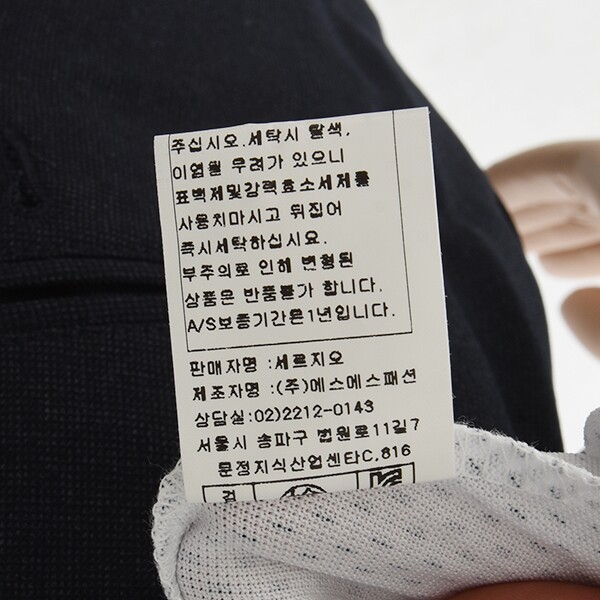 주십시오.세탁시 탈색,
이염될 우려가 있으니
표백제및강력효소세제를
사용치마시고 뒤집어
즉시세탁하십시요.
부주의로 인해 변형된
상품은 반품불가 합니다.
A/S보증기간은1년입니다.
판매자명 :세르지오
제조자명 :(주)에스에스패션
상담실:02)2212-0143
서울시 송파구 법원로11길7
문정지식산업센타C,816
검